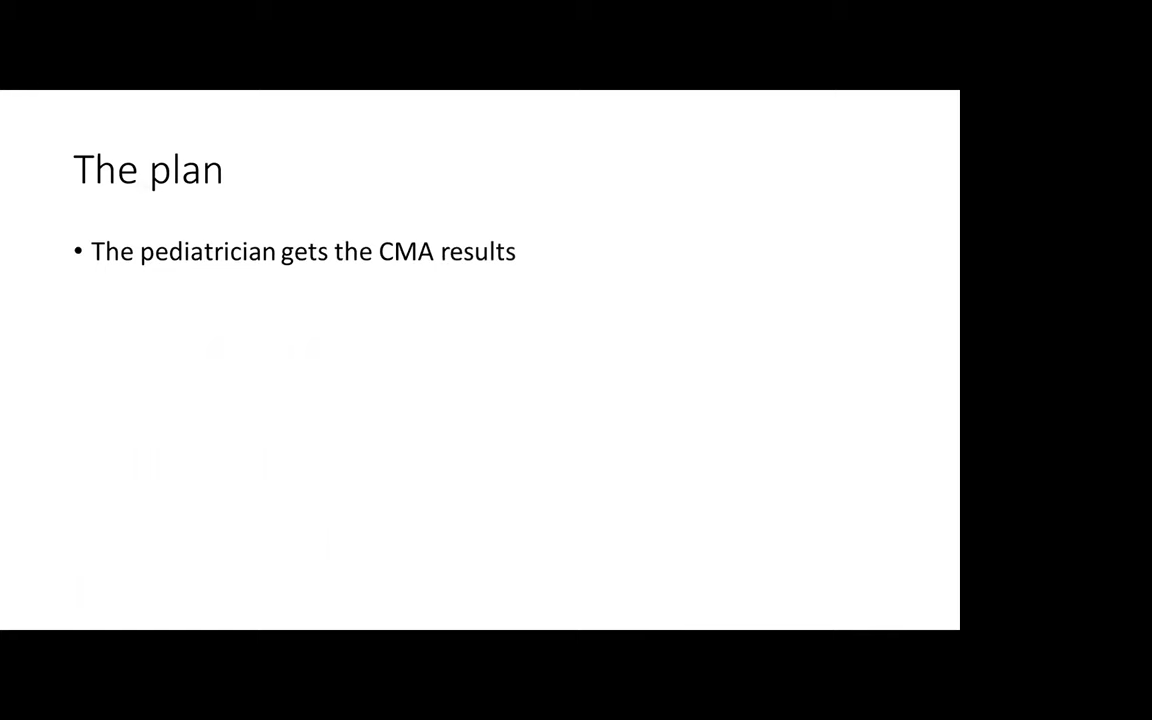 The plan
• The pediatrician gets the CMA results